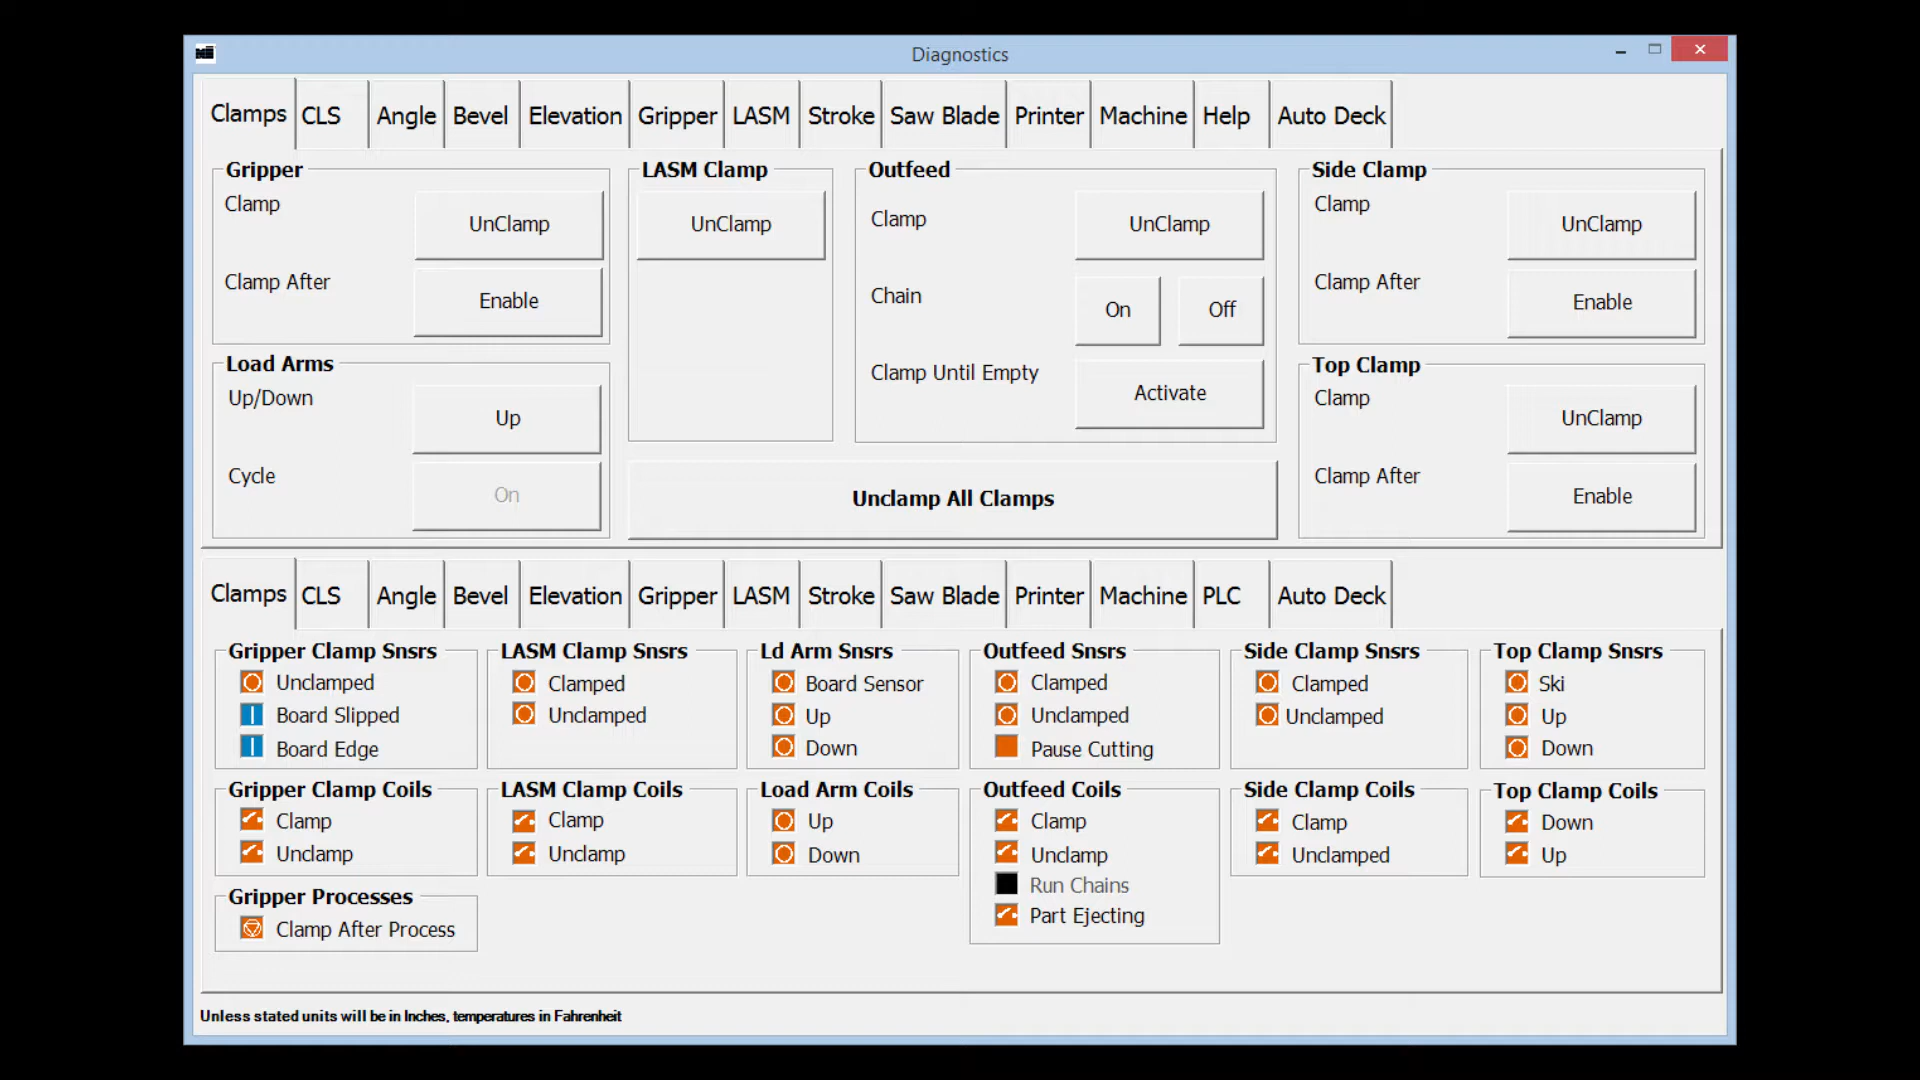 Diagnostics
Clamps CLS Angle Bevel Elevation Gripper LASM Stroke Saw Blade Printer Machine Help Auto Deck
Gripper
Clamp
UnClamp
Clamp After
Enable
Load Arms
Up/Down
Up
Cycle
On
LASM Clamp
UnClamp
Outfeed
Clamp
UnClamp
Chain
On Off
Clamp Until Empty
Activate
Unclamp All Clamps
Side Clamp
Clamp
UnClamp
Clamp After
Enable
Top Clamp
Clamp
UnClamp
Clamp After
Enable
Clamps CLS Angle Bevel Elevation Gripper LASM Stroke Saw Blade Printer Machine PLC Auto Deck
Gripper Clamp Snsrs
Unclamped
Board Slipped
Board Edge
LASM Clamp Snsrs
Clamped
Unclamped
Ld Arm Snsrs
Board Sensor
Up
Down
Outfeed Snsrs
Clamped
Unclamped
Pause Cutting
Side Clamp Snsrs
Clamped
Unclamped
Top Clamp Snsrs
Ski
Up
Down
Gripper Clamp Coils
Clamp
Unclamp
LASM Clamp Coils
Clamp
Unclamp
Load Arm Coils
Up
Down
Outfeed Coils
Clamp
Unclamp
Run Chains
Part Ejecting
Side Clamp Coils
Clamp
Unclamped
Top Clamp Coils
Down
Up
Gripper Processes
Clamp After Process
Unless stated units will be in Inches, temperatures in Fahrenheit